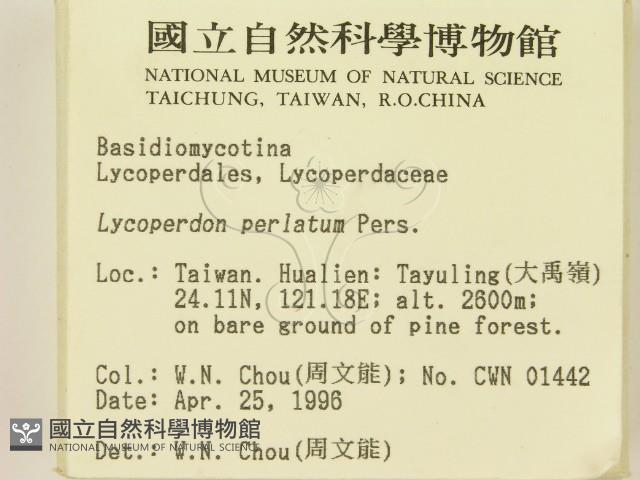 國立自然科學博物館
NATIONAL MUSEUM OF NATURAL SCIENCE
TAICHUNG, TAIWAN, R.O.CHINA
Basidiomycotina
Lycoperdales, Lycoperdaceae
Lycoperdon perlatum Pers.
Loc.: Taiwan. Hualien: Tayuling(大禹嶺)
24.11N, 121.18E; alt. 2600m;
on bare ground of pine forest.
Col.: W.N. Chou(周文能); No. CWN 01442
Date: Apr. 25, 1996
國立自然科學博物館
NATIONAL MUSEUM OF NATURAL SCIENCE
Det.: W.N. Chou(周文能)